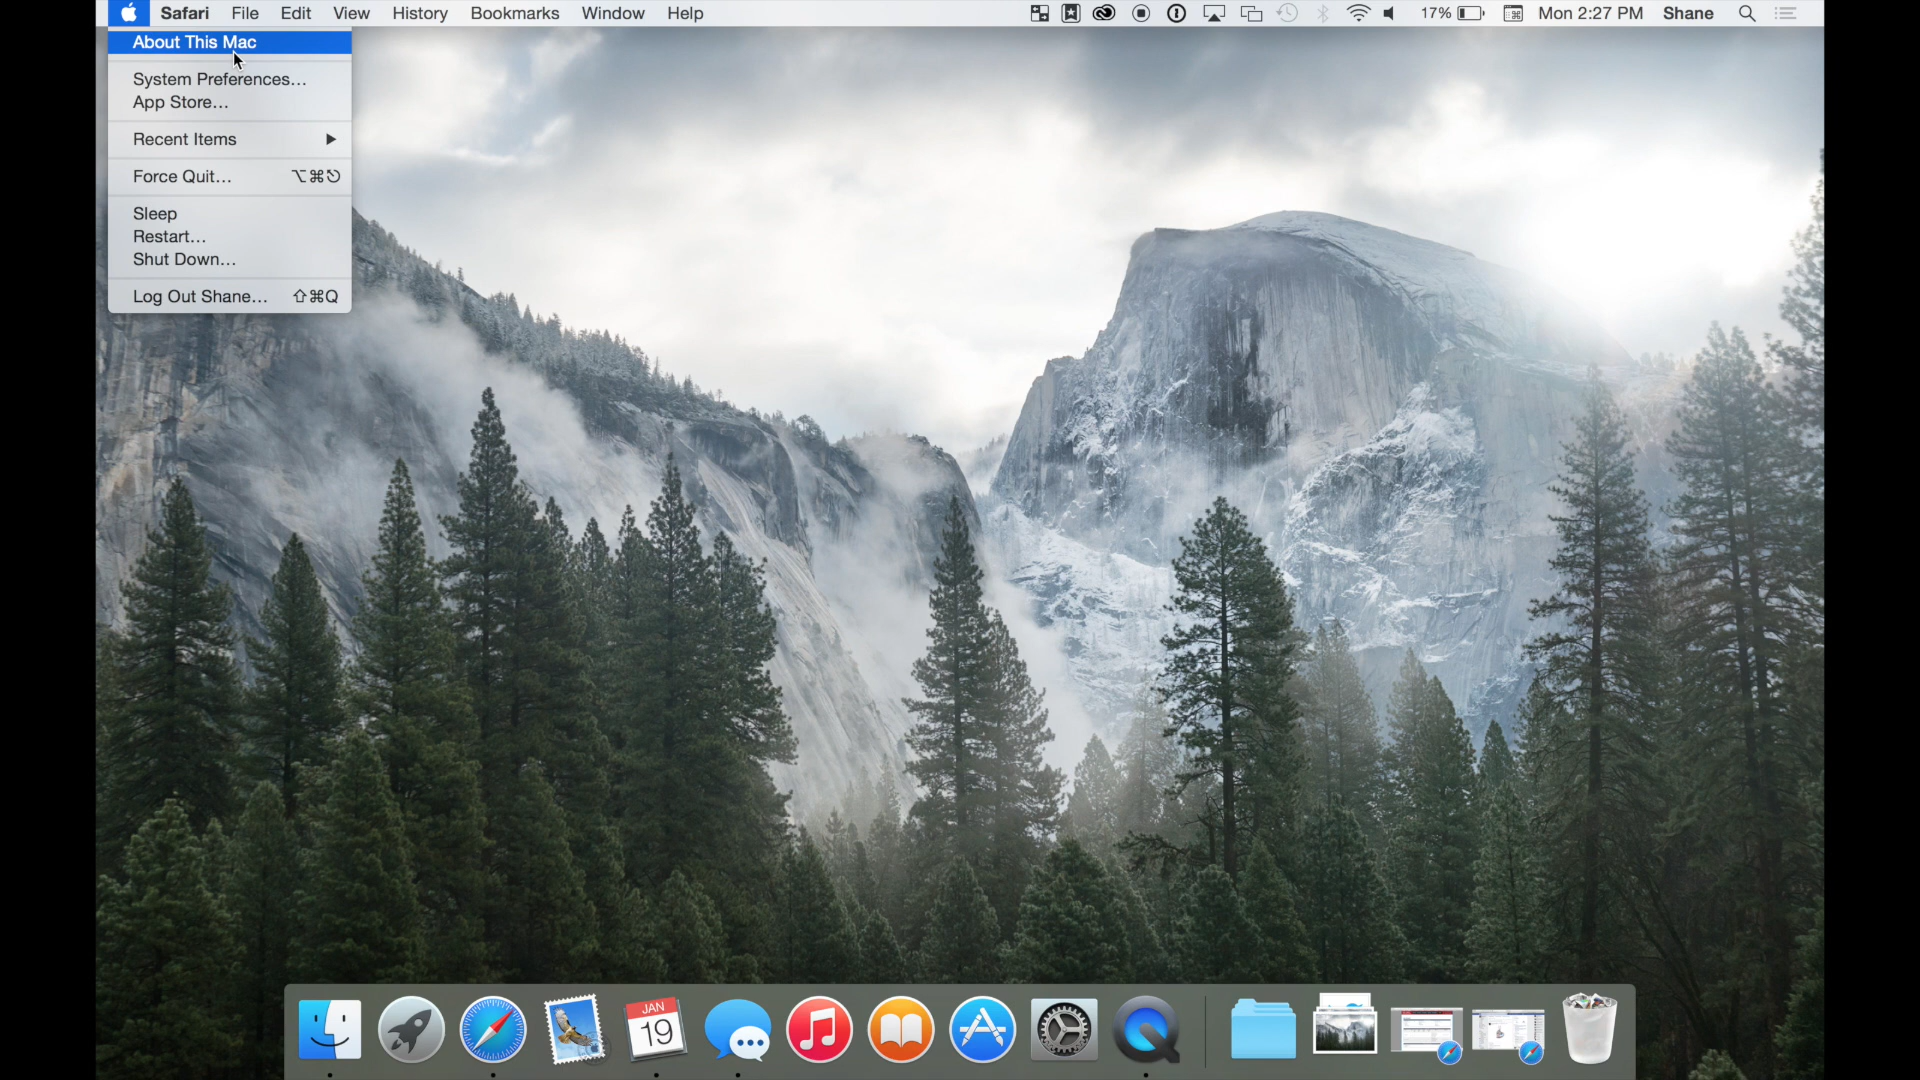 Safari File Edit View History Bookmarks Window Help 17% Mon 2:27 PM Shane
About This Mac
System Preferences...
App Store...
Recent Items ▶
Force Quit... ⌥⌘⎋
Sleep
Restart...
Shut Down...
Log Out Shane... ⇧⌘Q
JAN
19